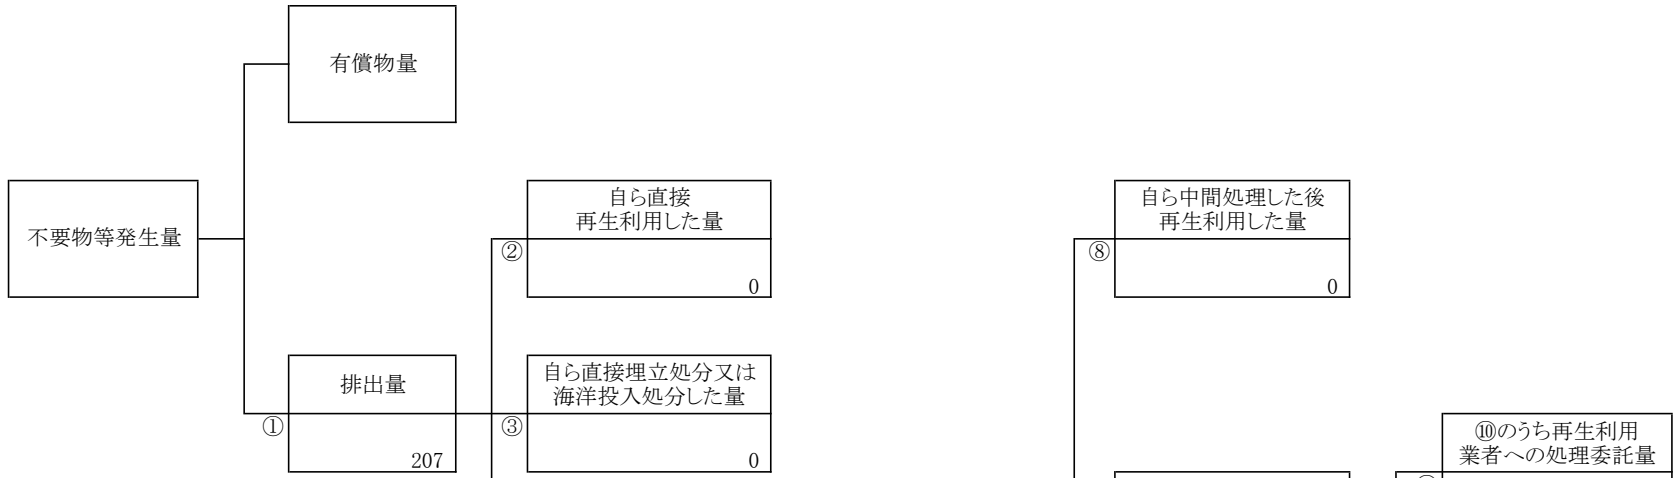 有償物量
不要物等発生量
自ら直接
再生利用した量
②
0
自ら中間処理した後
再生利用した量
⑧
0
排出量
①
207
自ら直接埋立処分又は
海洋投入処分した量
③
0
⑩のうち再生利用
業者への処理委託量